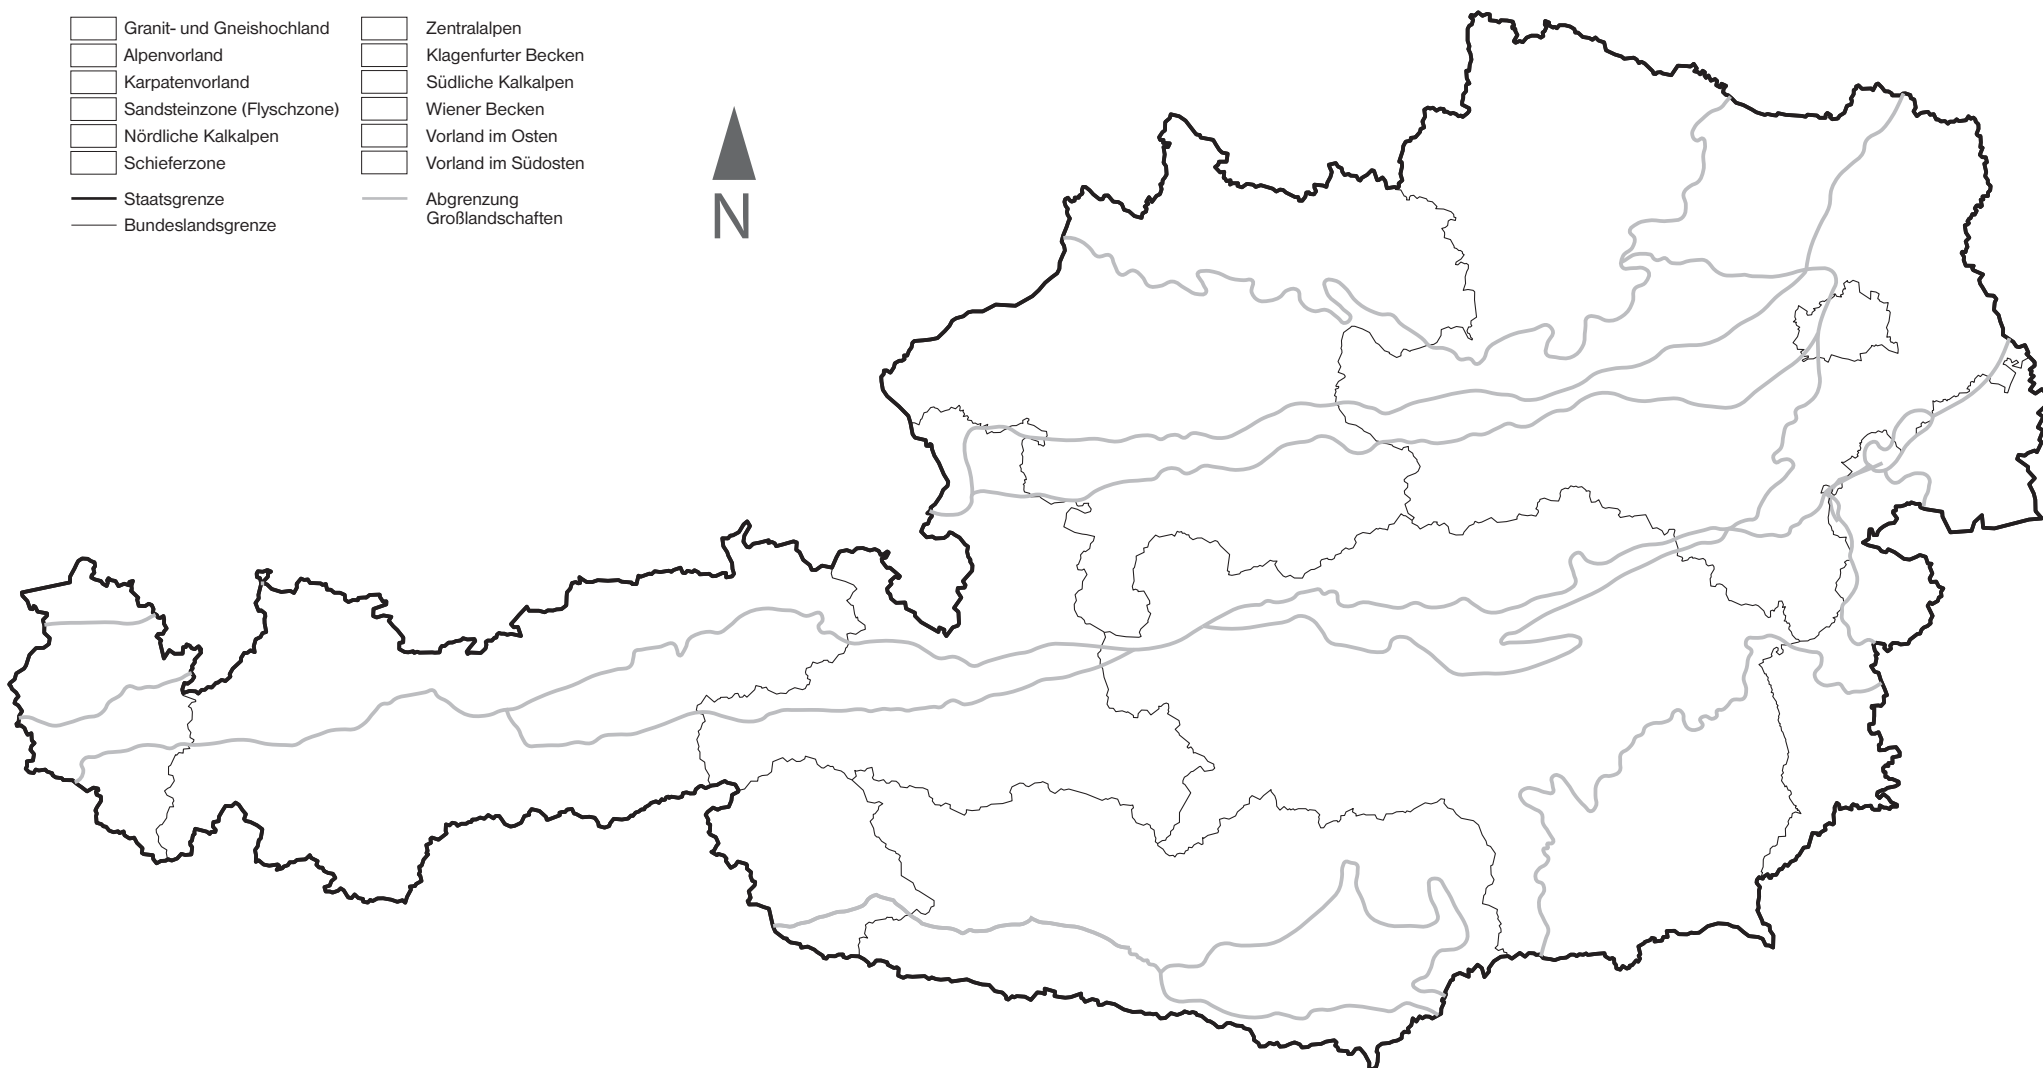 Granit- und Gneishochland
Alpenvorland
Karpatenvorland
Sandsteinzone (Flyschzone)
Nördliche Kalkalpen
Schieferzone
Staatsgrenze
Bundeslandsgrenze
Zentralalpen
Klagenfurter Becken
Südliche Kalkalpen
Wiener Becken
Vorland im Osten
Vorland im Südosten
Abgrenzung
Großlandschaften
N